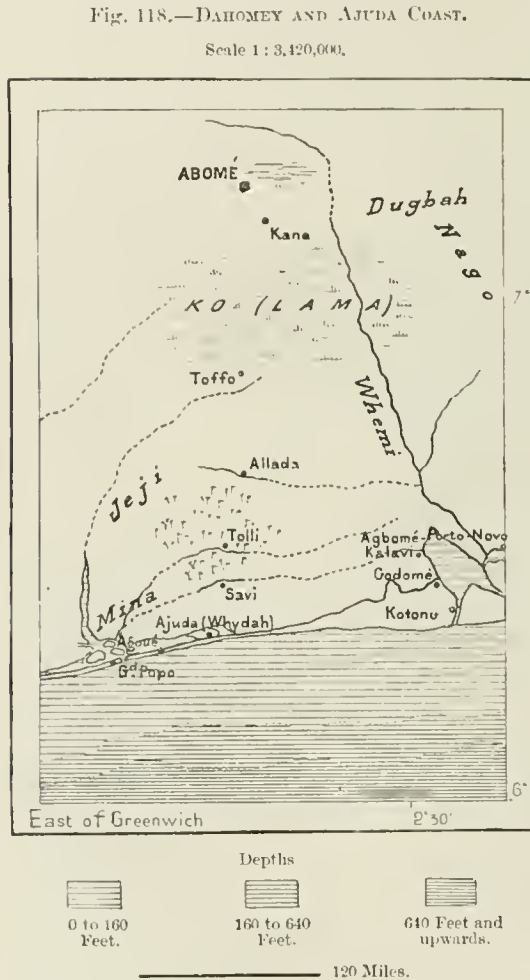 Fig. 118.—Dahomey and Ajuda Coast.
Scale 1 : 3,420,000.
ABOMÉ
Kana
Dugbah
Nago
7°
KO (LAMA)
Toffo
Whemi
Allada
Jeji
Tolli
Agbomé-
Kalavi
Porto-Novo
Savi
Godomé
Mina
Ajuda (Whydah)
Kotonu
Agoué
Gd. Popo
6°
East of Greenwich
2°30'
Depths
0 to 160
Feet.
160 to 640
Feet.
640 Feet and
upwards.
120 Miles.